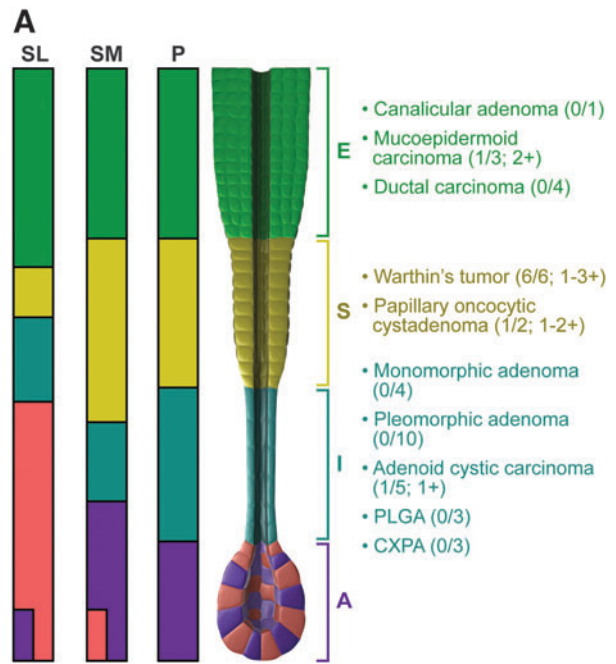 A
SL SM P
E
• Canalicular adenoma (0/1)
• Mucoepidermoid
carcinoma (1/3; 2+)
• Ductal carcinoma (0/4)
S
• Warthin's tumor (6/6; 1-3+)
• Papillary oncocytic
cystadenoma (1/2; 1-2+)
I
• Monomorphic adenoma
(0/4)
• Pleomorphic adenoma
(0/10)
• Adenoid cystic carcinoma
(1/5; 1+)
• PLGA (0/3)
• CXPA (0/3)
A